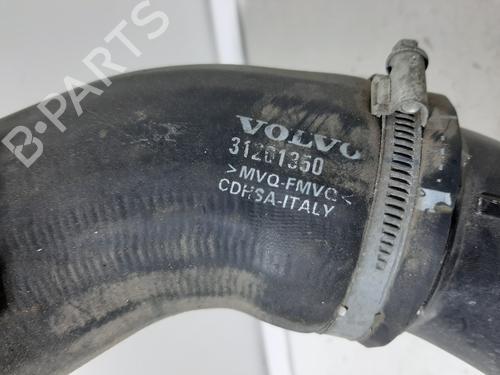 B-PARTS
VOLVO
31261350
>MVQ-FMVQ<
CDHSA-ITALY